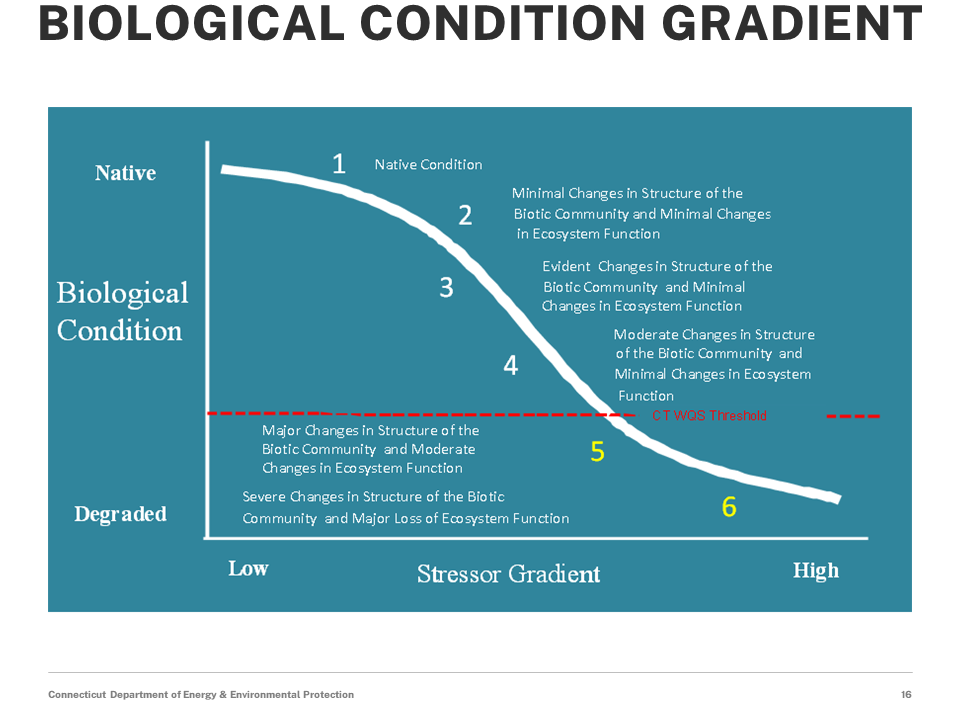 BIOLOGICAL CONDITION GRADIENT
Native
1
Native Condition
2
Minimal Changes in Structure of the
Biotic Community and Minimal Changes
in Ecosystem Function
Biological
Condition
3
Evident Changes in Structure of the
Biotic Community and Minimal
Changes in Ecosystem Function
4
Moderate Changes in Structure
of the Biotic Community and
Minimal Changes in Ecosystem
Function
CT WQS Threshold
Major Changes in Structure of the
Biotic Community and Moderate
Changes in Ecosystem Function
5
Severe Changes in Structure of the Biotic
Community and Major Loss of Ecosystem Function
6
Degraded
Low
Stressor Gradient
High
Connecticut Department of Energy & Environmental Protection
16